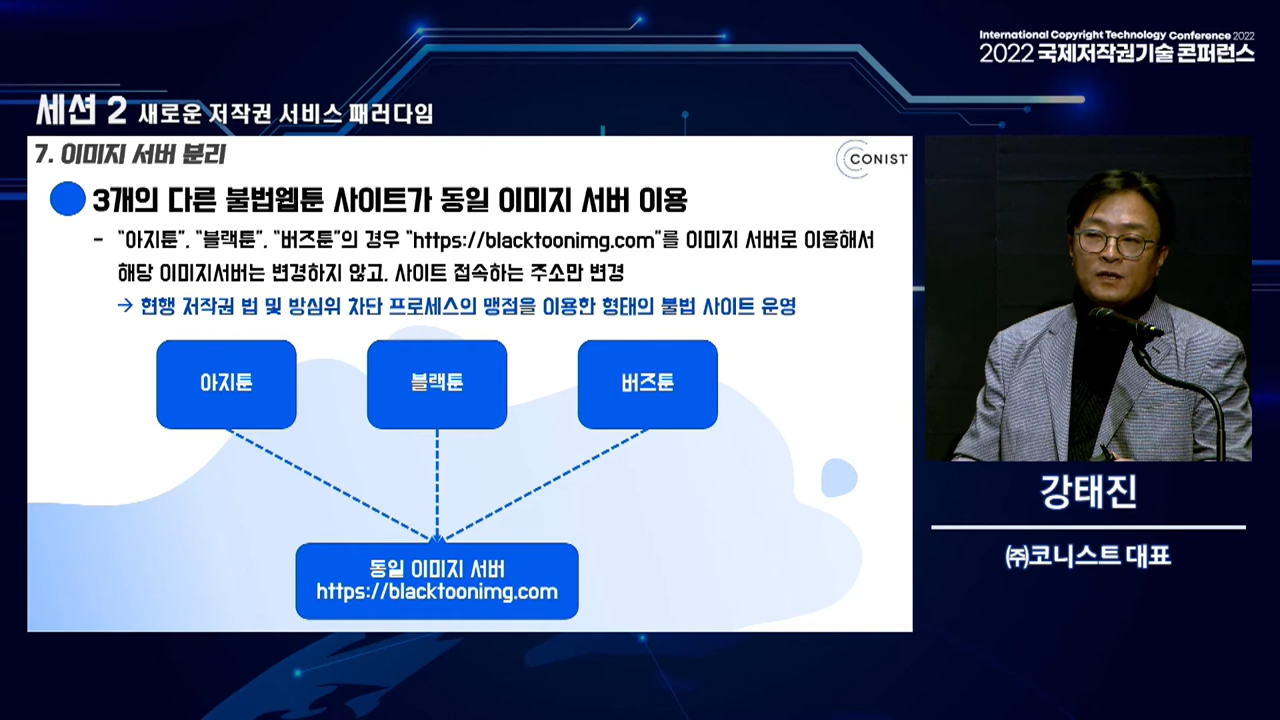 International Copyright Technology Conference 2022
2022 국제저작권기술 콘퍼런스
세션 2 새로운 저작권 서비스 패러다임
7. 이미지 서버 분리
CONIST
3개의 다른 불법웹툰 사이트가 동일 이미지 서버 이용
- "아지툰", "블랙툰", "버즈툰"의 경우 "https://blacktoonimg.com"를 이미지 서버로 이용해서
해당 이미지서버는 변경하지 않고, 사이트 접속하는 주소만 변경
→ 현행 저작권 법 및 방심위 차단 프로세스의 맹점을 이용한 형태의 불법 사이트 운영
아지툰
블랙툰
버즈툰
동일 이미지 서버
https://blacktoonimg.com
강태진
㈜코니스트 대표